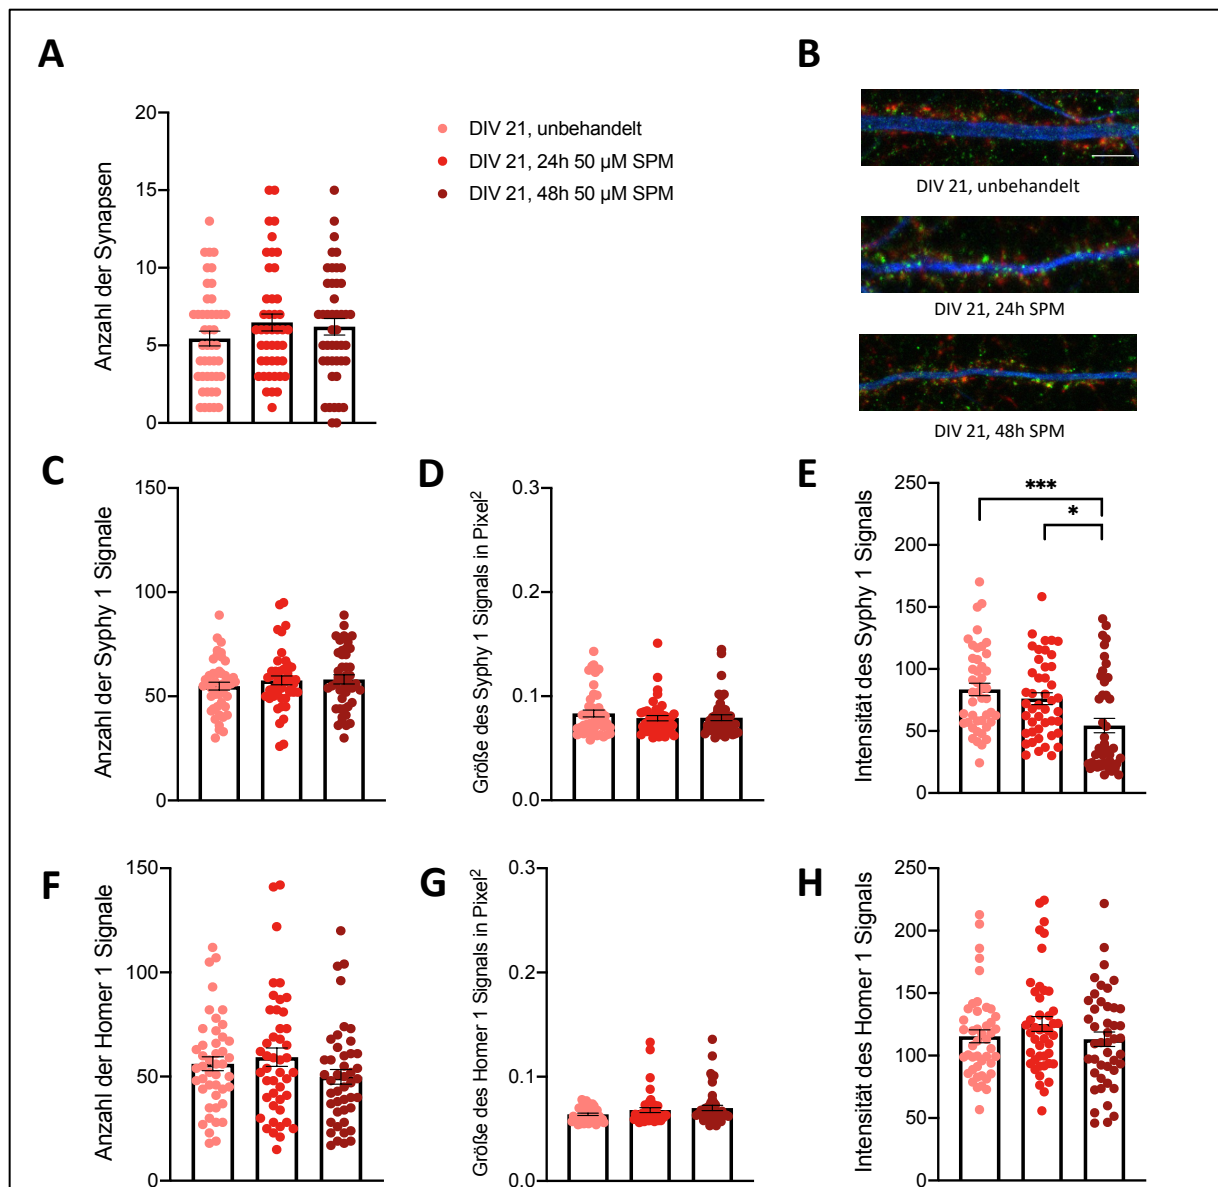 A
B
Anzahl der Synapsen
20
15
10
5
0
DIV 21, unbehandelt
DIV 21, 24h 50 µM SPM
DIV 21, 48h 50 µM SPM
DIV 21, unbehandelt
DIV 21, 24h SPM
DIV 21, 48h SPM
C
Anzahl der Syphy 1 Signale
150
100
50
0
D
Größe des Syphy 1 Signals in Pixel²
0.3
0.2
0.1
0.0
E
Intensität des Syphy 1 Signals
250
200
150
100
50
0
***
*
F
Anzahl der Homer 1 Signale
150
100
50
0
G
Größe des Homer 1 Signals in Pixel²
0.3
0.2
0.1
0.0
H
Intensität des Homer 1 Signals
250
200
150
100
50
0